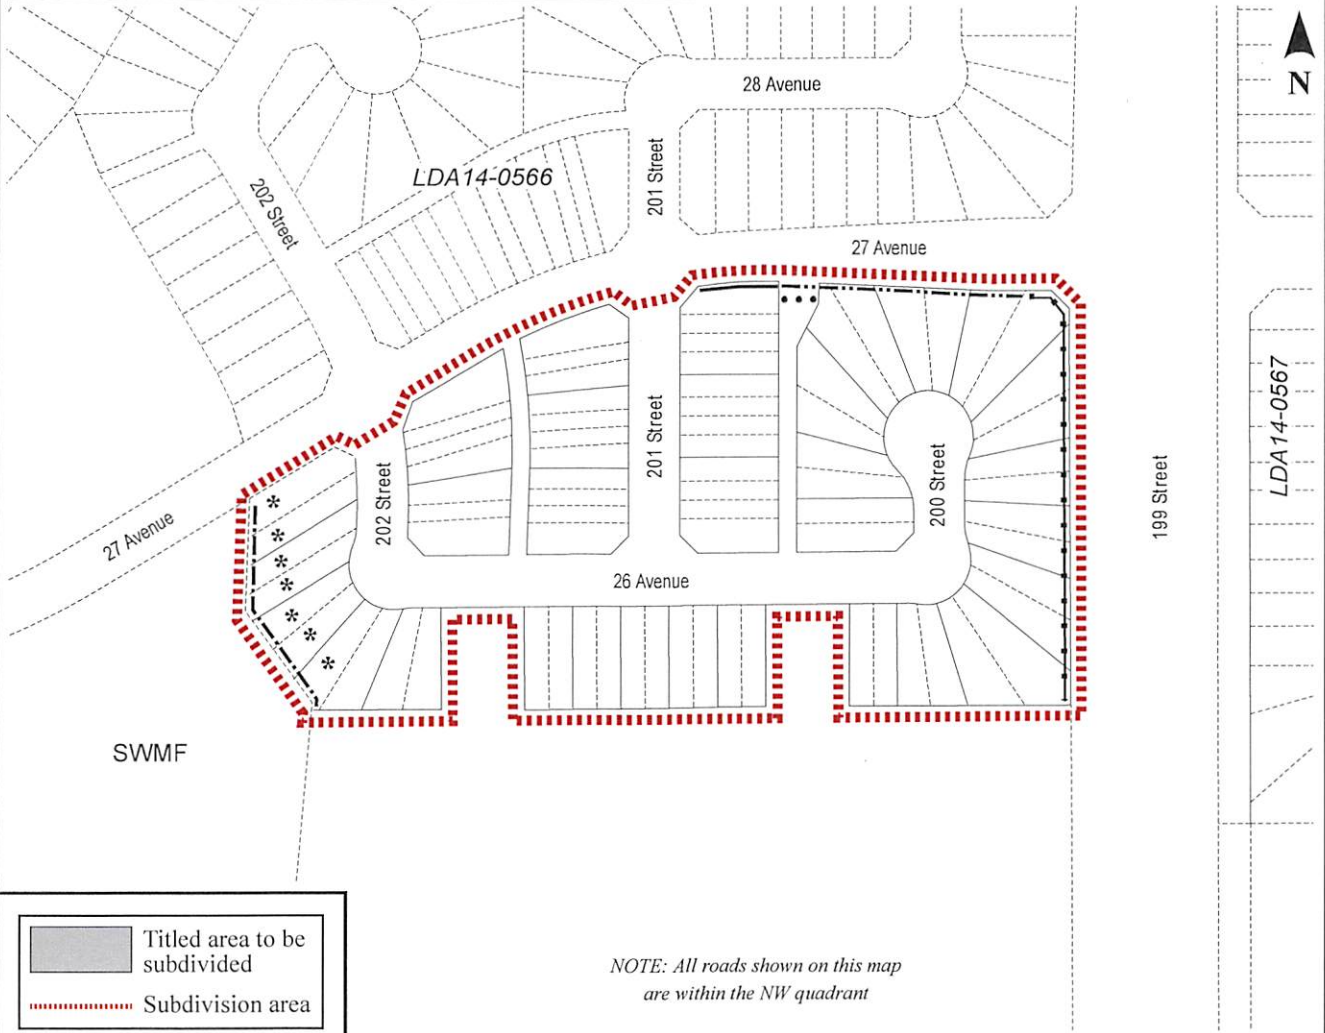 N
28 Avenue
201 Street
LDA14-0566
202 Street
27 Avenue
201 Street
LDA14-0567
202 Street
200 Street
199 Street
*
*
*
*
*
*
*
27 Avenue
26 Avenue
SWMF
Titled area to be
subdivided
Subdivision area
NOTE: All roads shown on this map
are within the NW quadrant